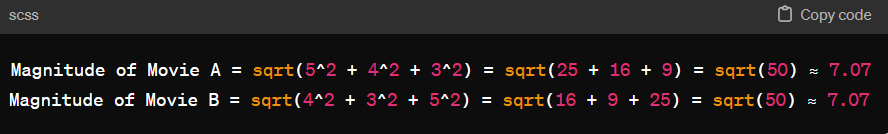 scss Copy code
Magnitude of Movie A = sqrt(5^2 + 4^2 + 3^2) = sqrt(25 + 16 + 9) = sqrt(50) ≈ 7.07
Magnitude of Movie B = sqrt(4^2 + 3^2 + 5^2) = sqrt(16 + 9 + 25) = sqrt(50) ≈ 7.07